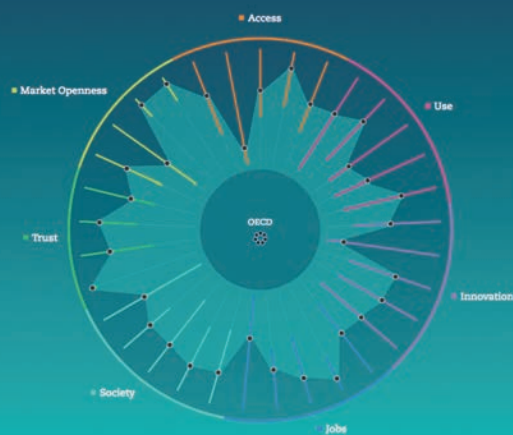 Access
Market Openness
Use
OECD
Trust
Innovation
Society
Jobs